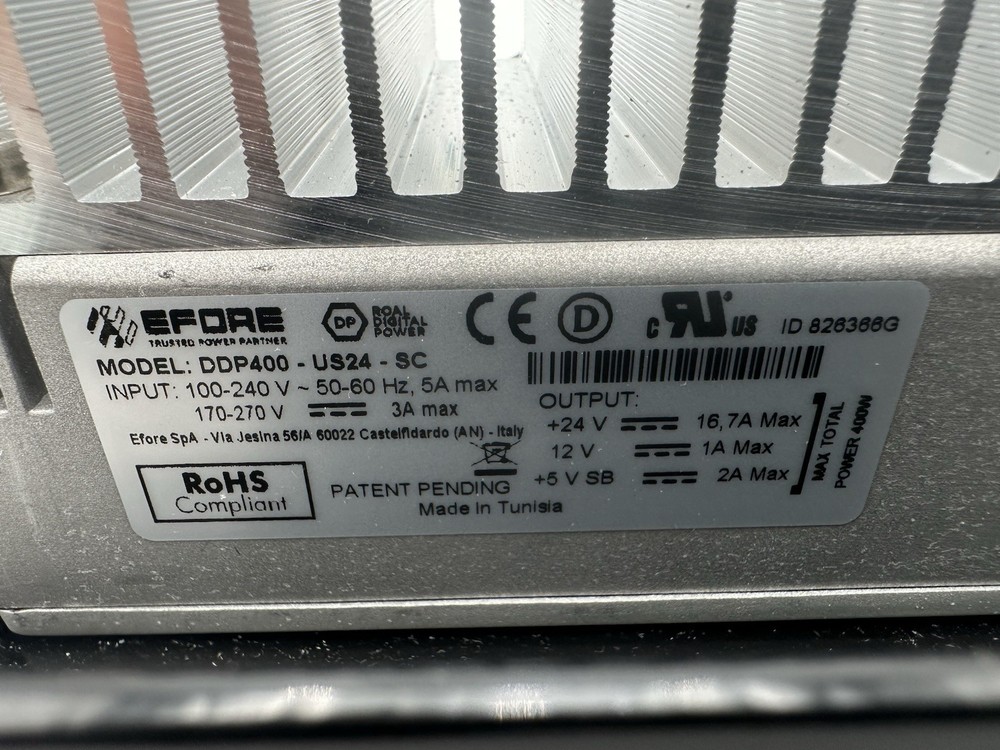 EFORE
TRUSTED POWER PARTNER
DP ROAL
DIGITAL
POWER
CE D c RU US ID 826366G
MODEL: DDP400 - US24 - SC
INPUT: 100-240 V ~ 50-60 Hz, 5A max
170-270 V 3A max
Efore SpA - Via Jesina 56/A 60022 Castelfidardo (AN) - Italy
RoHS
Compliant
PATENT PENDING
Made in Tunisia
OUTPUT:
+24 V 16,7A Max
12 V 1A Max
+5 V SB 2A Max
MAX TOTAL
POWER 400W